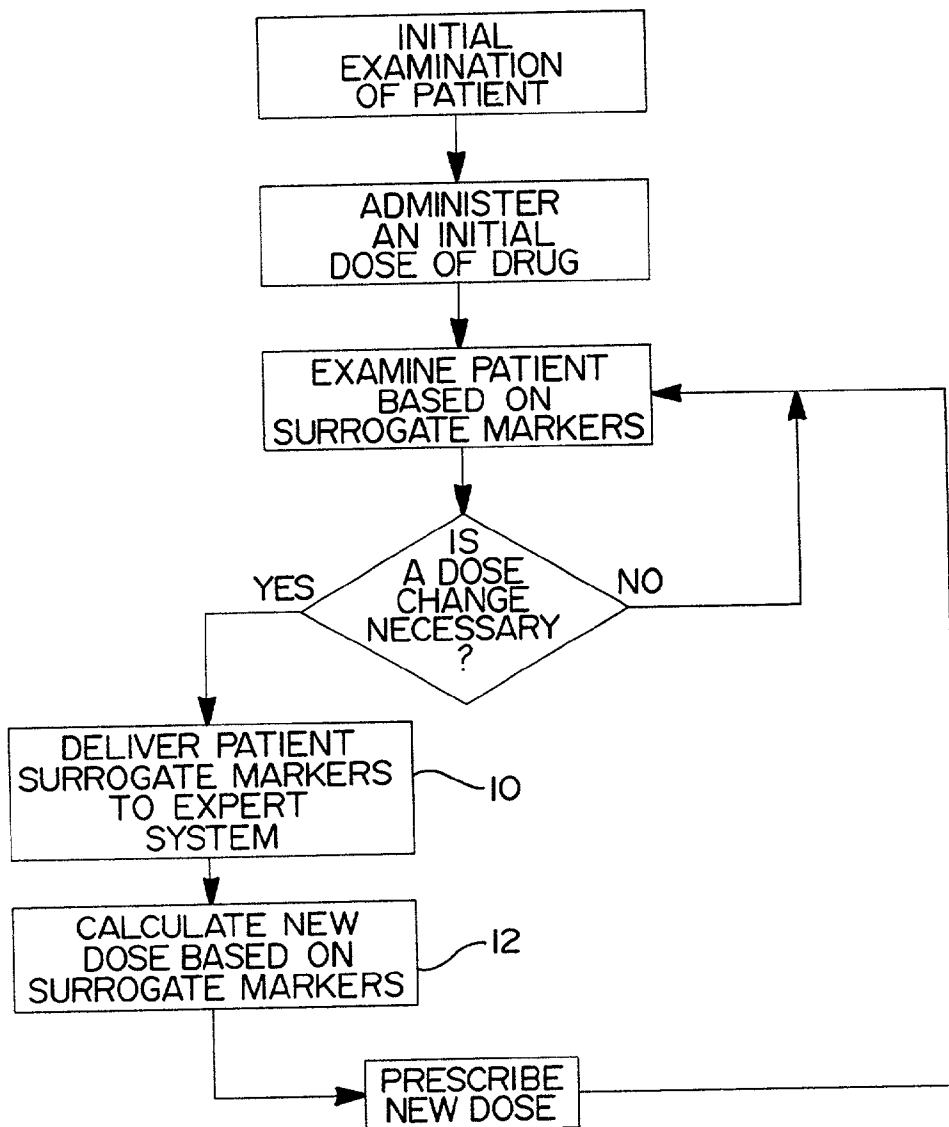 INITIAL
EXAMINATION
OF PATIENT
ADMINISTER
AN INITIAL
DOSE OF DRUG
EXAMINE PATIENT
BASED ON
SURROGATE MARKERS
IS
A DOSE
CHANGE
NECESSARY
?
YES
NO
DELIVER PATIENT
SURROGATE MARKERS
TO EXPERT
SYSTEM
10
CALCULATE NEW
DOSE BASED ON
SURROGATE MARKERS
12
PRESCRIBE
NEW DOSE